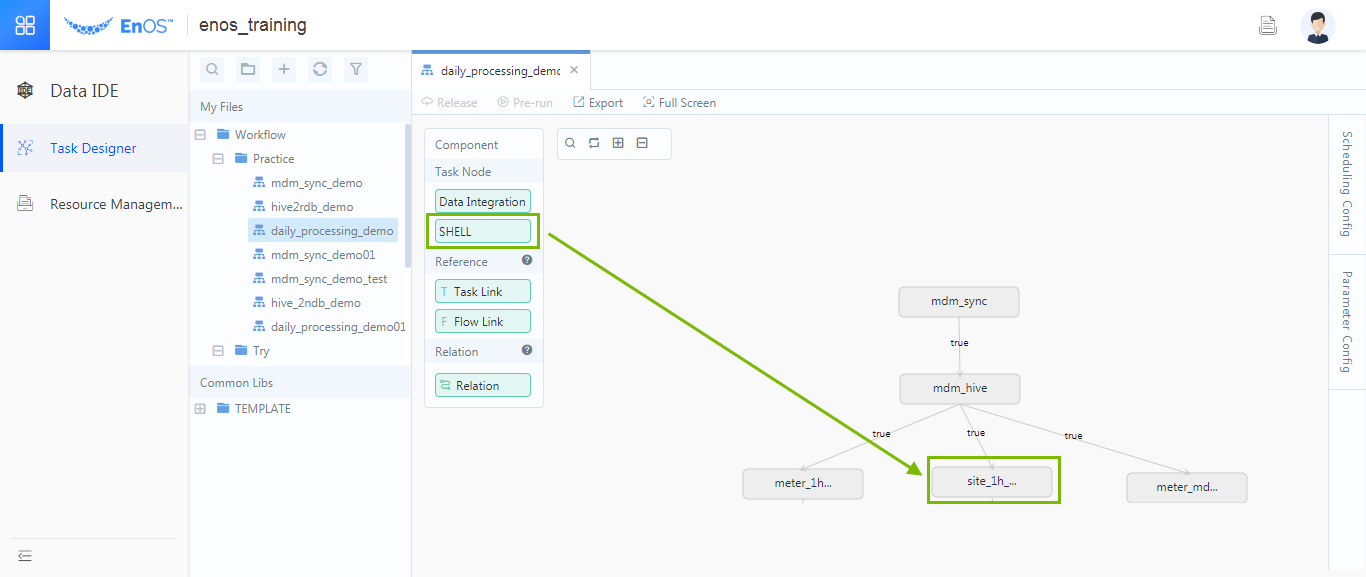 EnOS™
enos_training
Data IDE
Task Designer
Resource Managem...
My Files
Workflow
Practice
mdm_sync_demo
hive2rdb_demo
daily_processing_demo
mdm_sync_demo01
mdm_sync_demo_test
hive_2ndb_demo
daily_processing_demo01
Try
Common Libs
TEMPLATE
daily_processing_demo
Release
Pre-run
Export
Full Screen
Component
Task Node
Data Integration
SHELL
Reference
T Task Link
F Flow Link
Relation
Relation
mdm_sync
true
mdm_hive
true
true
true
meter_1h...
site_1h_...
meter_md...
Scheduling Config
Parameter Config